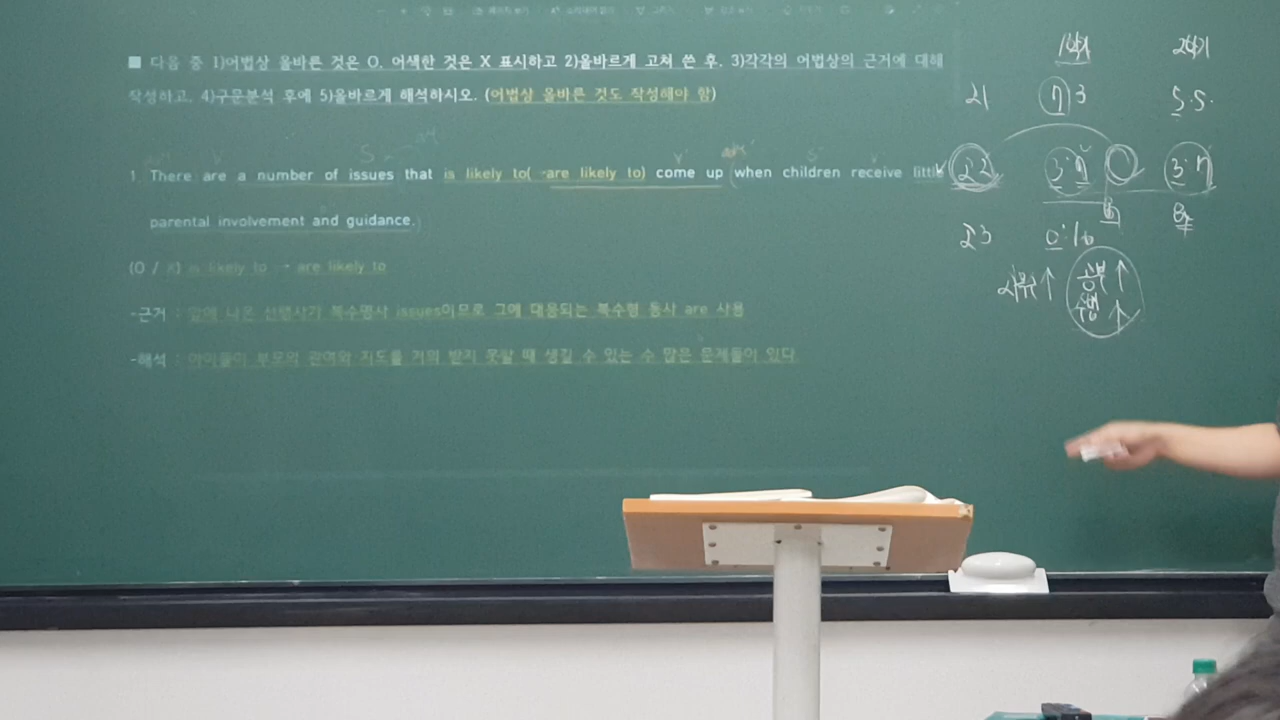 ■ 다음 중 1)어법상 올바른 것은 O, 어색한 것은 X 표시하고 2)올바르게 고쳐 쓴 후, 3)각각의 어법상의 근거에 대해
작성하고, 4)구문분석 후에 5)올바르게 해석하시오. (어법상 올바른 것도 작성해야 함)
1. There are a number of issues that is likely to( →are likely to) come up (when children receive little
parental involvement and guidance.)
(O / X) is likely to → are likely to
-근거 : 앞에 나온 선행사가 복수명사 issues이므로 그에 대응되는 복수형 동사 are 사용
-해석 : 아이들이 부모의 관여와 지도를 거의 받지 못할 때 생길 수 있는 수 많은 문제들이 있다
21 7 3 5.5.
22 3:7 3:7
23 0:10
공부↑